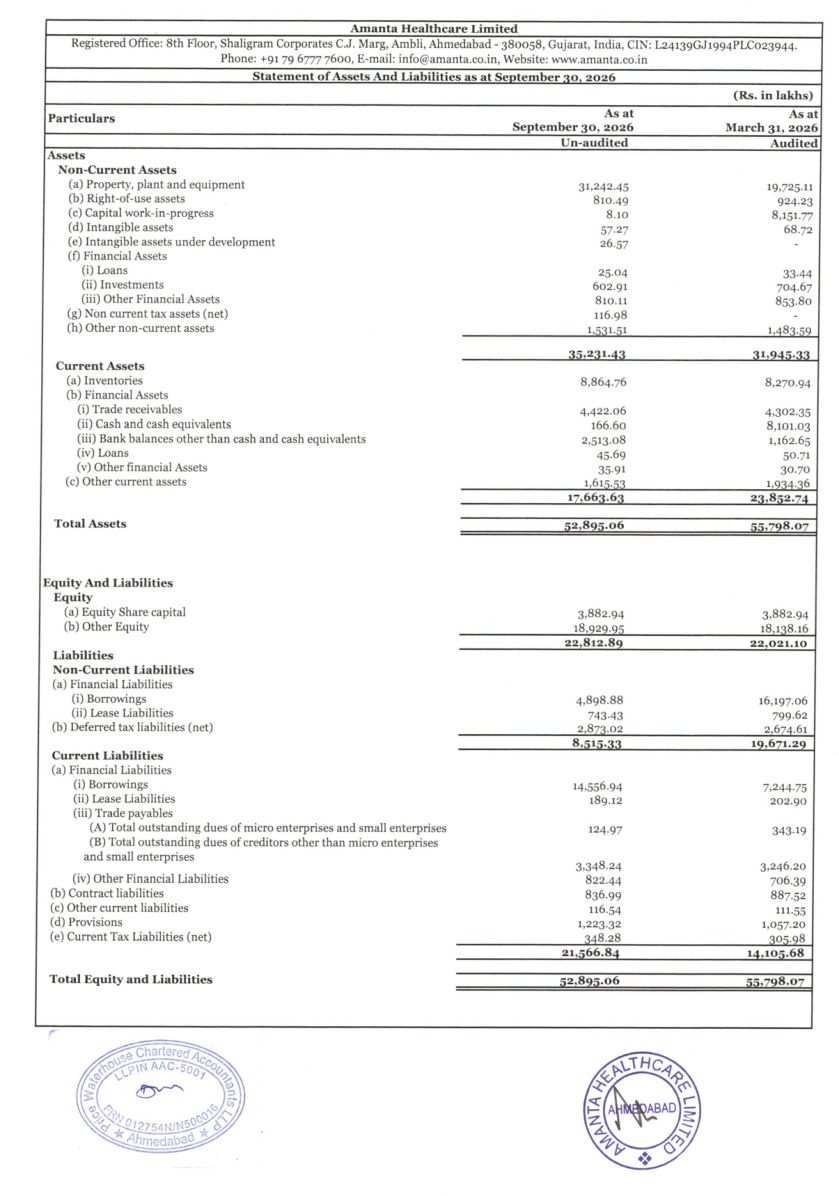 Amanta Healthcare Limited
Registered Office: 8th Floor, Shaligram Corporates C.J. Marg, Ambli, Ahmedabad - 380058, Gujarat, India, CIN: L24139GJ1994PLC023944.
Phone: +91 79 6777 7600, E-mail: info@amanta.co.in, Website: www.amanta.co.in
Statement of Assets And Liabilities as at September 30, 2026
(Rs. in lakhs)
Particulars As at September 30, 2026 As at March 31, 2026
Un-audited Audited
Assets
Non-Current Assets
(a) Property, plant and equipment 31,242.45 19,725.11
(b) Right-of-use assets 810.49 924.23
(c) Capital work-in-progress 8.10 8,151.77
(d) Intangible assets 57.27 68.72
(e) Intangible assets under development 26.57 -
(f) Financial Assets
(i) Loans 25.04 33.44
(ii) Investments 602.91 704.67
(iii) Other Financial Assets 810.11 853.80
(g) Non current tax assets (net) 116.98 -
(h) Other non-current assets 1,531.51 1,483.59
35,231.43 31,945.33
Current Assets
(a) Inventories 8,864.76 8,270.94
(b) Financial Assets
(i) Trade receivables 4,422.06 4,302.35
(ii) Cash and cash equivalents 166.60 8,101.03
(iii) Bank balances other than cash and cash equivalents 2,513.08 1,162.65
(iv) Loans 45.69 50.71
(v) Other financial Assets 35.91 30.70
(c) Other current assets 1,615.53 1,934.36
17,663.63 23,852.74
Total Assets 52,895.06 55,798.07
Equity And Liabilities
Equity
(a) Equity Share capital 3,882.94 3,882.94
(b) Other Equity 18,929.95 18,138.16
22,812.89 22,021.10
Liabilities
Non-Current Liabilities
(a) Financial Liabilities
(i) Borrowings 4,898.88 16,197.06
(ii) Lease Liabilities 743.43 799.62
(b) Deferred tax liabilities (net) 2,873.02 2,674.61
8,515.33 19,671.29
Current Liabilities
(a) Financial Liabilities
(i) Borrowings 14,556.94 7,244.75
(ii) Lease Liabilities 189.12 202.90
(iii) Trade payables
(A) Total outstanding dues of micro enterprises and small enterprises 124.97 343.19
(B) Total outstanding dues of creditors other than micro enterprises
and small enterprises 3,348.24 3,246.20
(iv) Other Financial Liabilities 822.44 706.39
(b) Contract liabilities 836.99 887.52
(c) Other current liabilities 116.54 111.55
(d) Provisions 1,223.32 1,057.20
(e) Current Tax Liabilities (net) 348.28 305.98
21,566.84 14,105.68
Total Equity and Liabilities 52,895.06 55,798.07
Price Waterhouse Chartered Accountants LLP
LLPIN AAC-5001
FRN 012754N/N500016
Ahmedabad
AMANTA HEALTHCARE LIMITED
AHMEDABAD